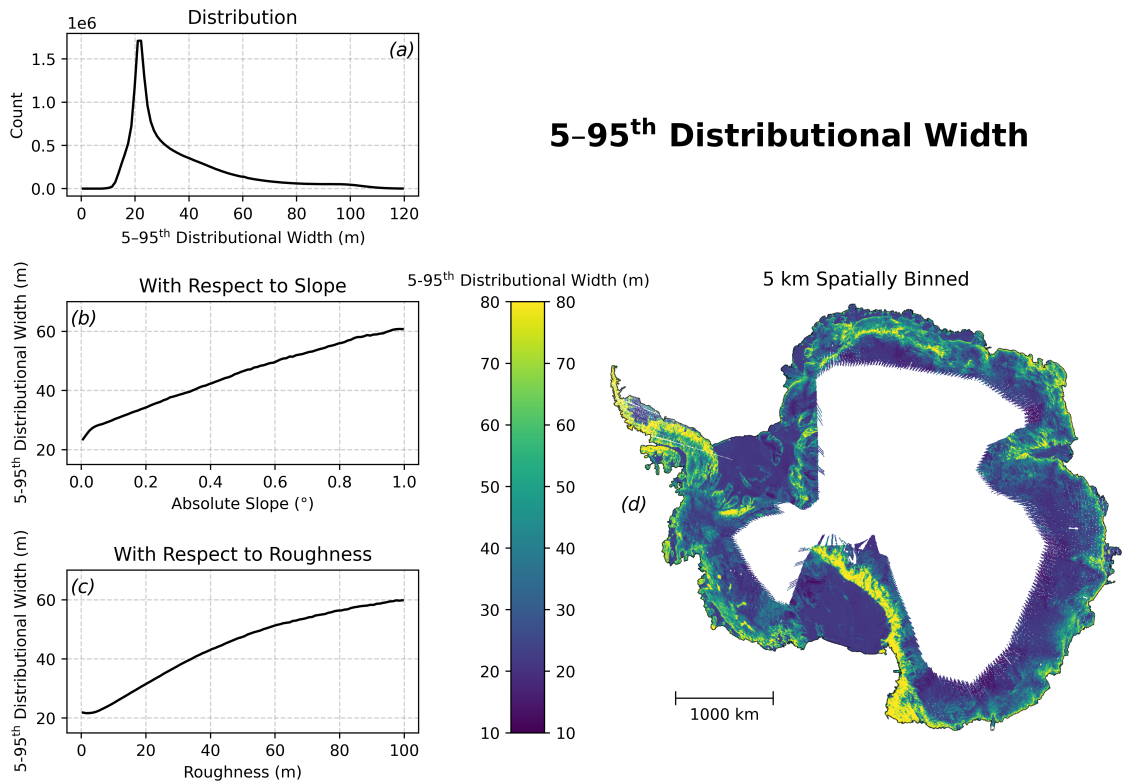 Distribution
1e6
(a)
1.5
1.0
0.5
0.0
Count
0 20 40 60 80 100 120
5–95th Distributional Width (m)
5–95th Distributional Width
With Respect to Slope
(b)
60
40
20
5-95th Distributional Width (m)
0.0 0.2 0.4 0.6 0.8 1.0
Absolute Slope (°)
With Respect to Roughness
(c)
60
40
20
5-95th Distributional Width (m)
0 20 40 60 80 100
Roughness (m)
5-95th Distributional Width (m)
80 80
70 70
60 60
50 50
40 40
30 30
20 20
10 10
5 km Spatially Binned
(d)
1000 km